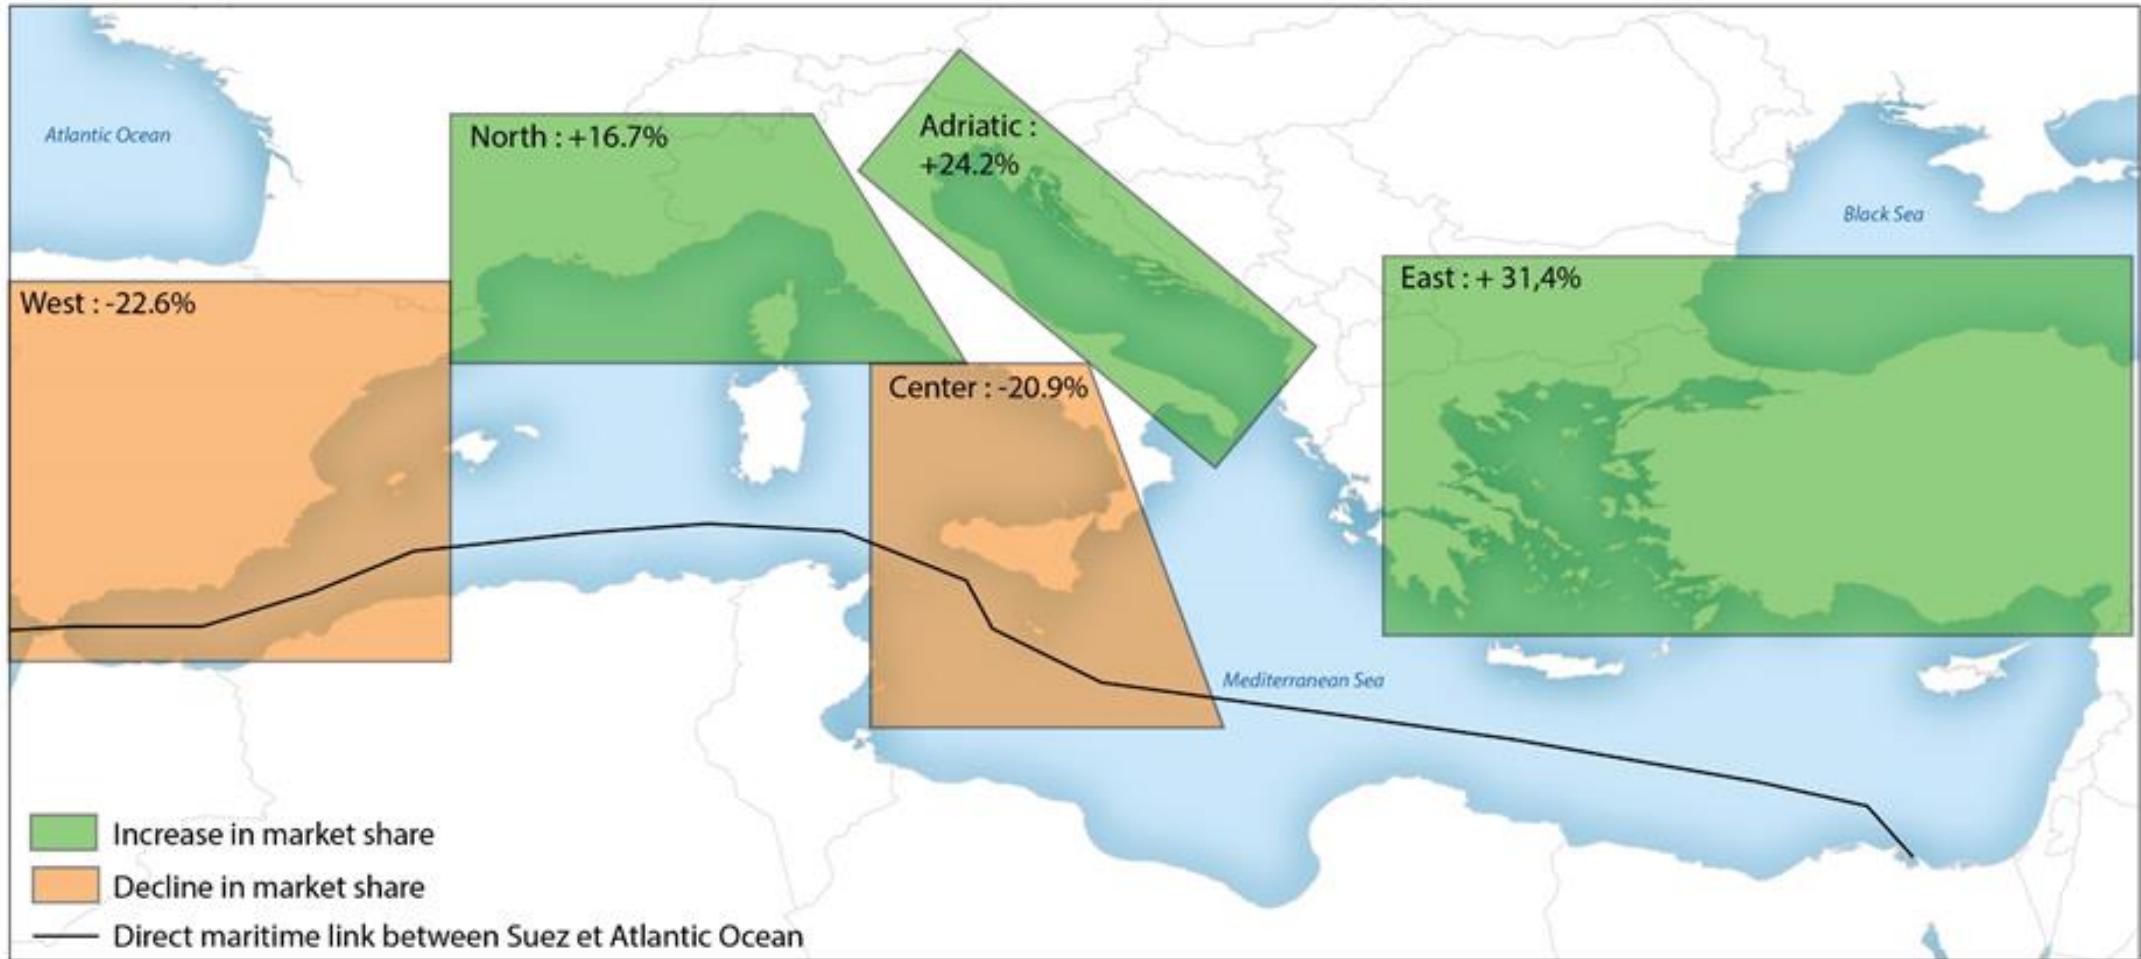 Atlantic Ocean
North : +16.7%
Adriatic :
+24.2%
Black Sea
West : -22.6%
East : + 31,4%
Center : -20.9%
Mediterranean Sea
Increase in market share
Decline in market share
Direct maritime link between Suez et Atlantic Ocean